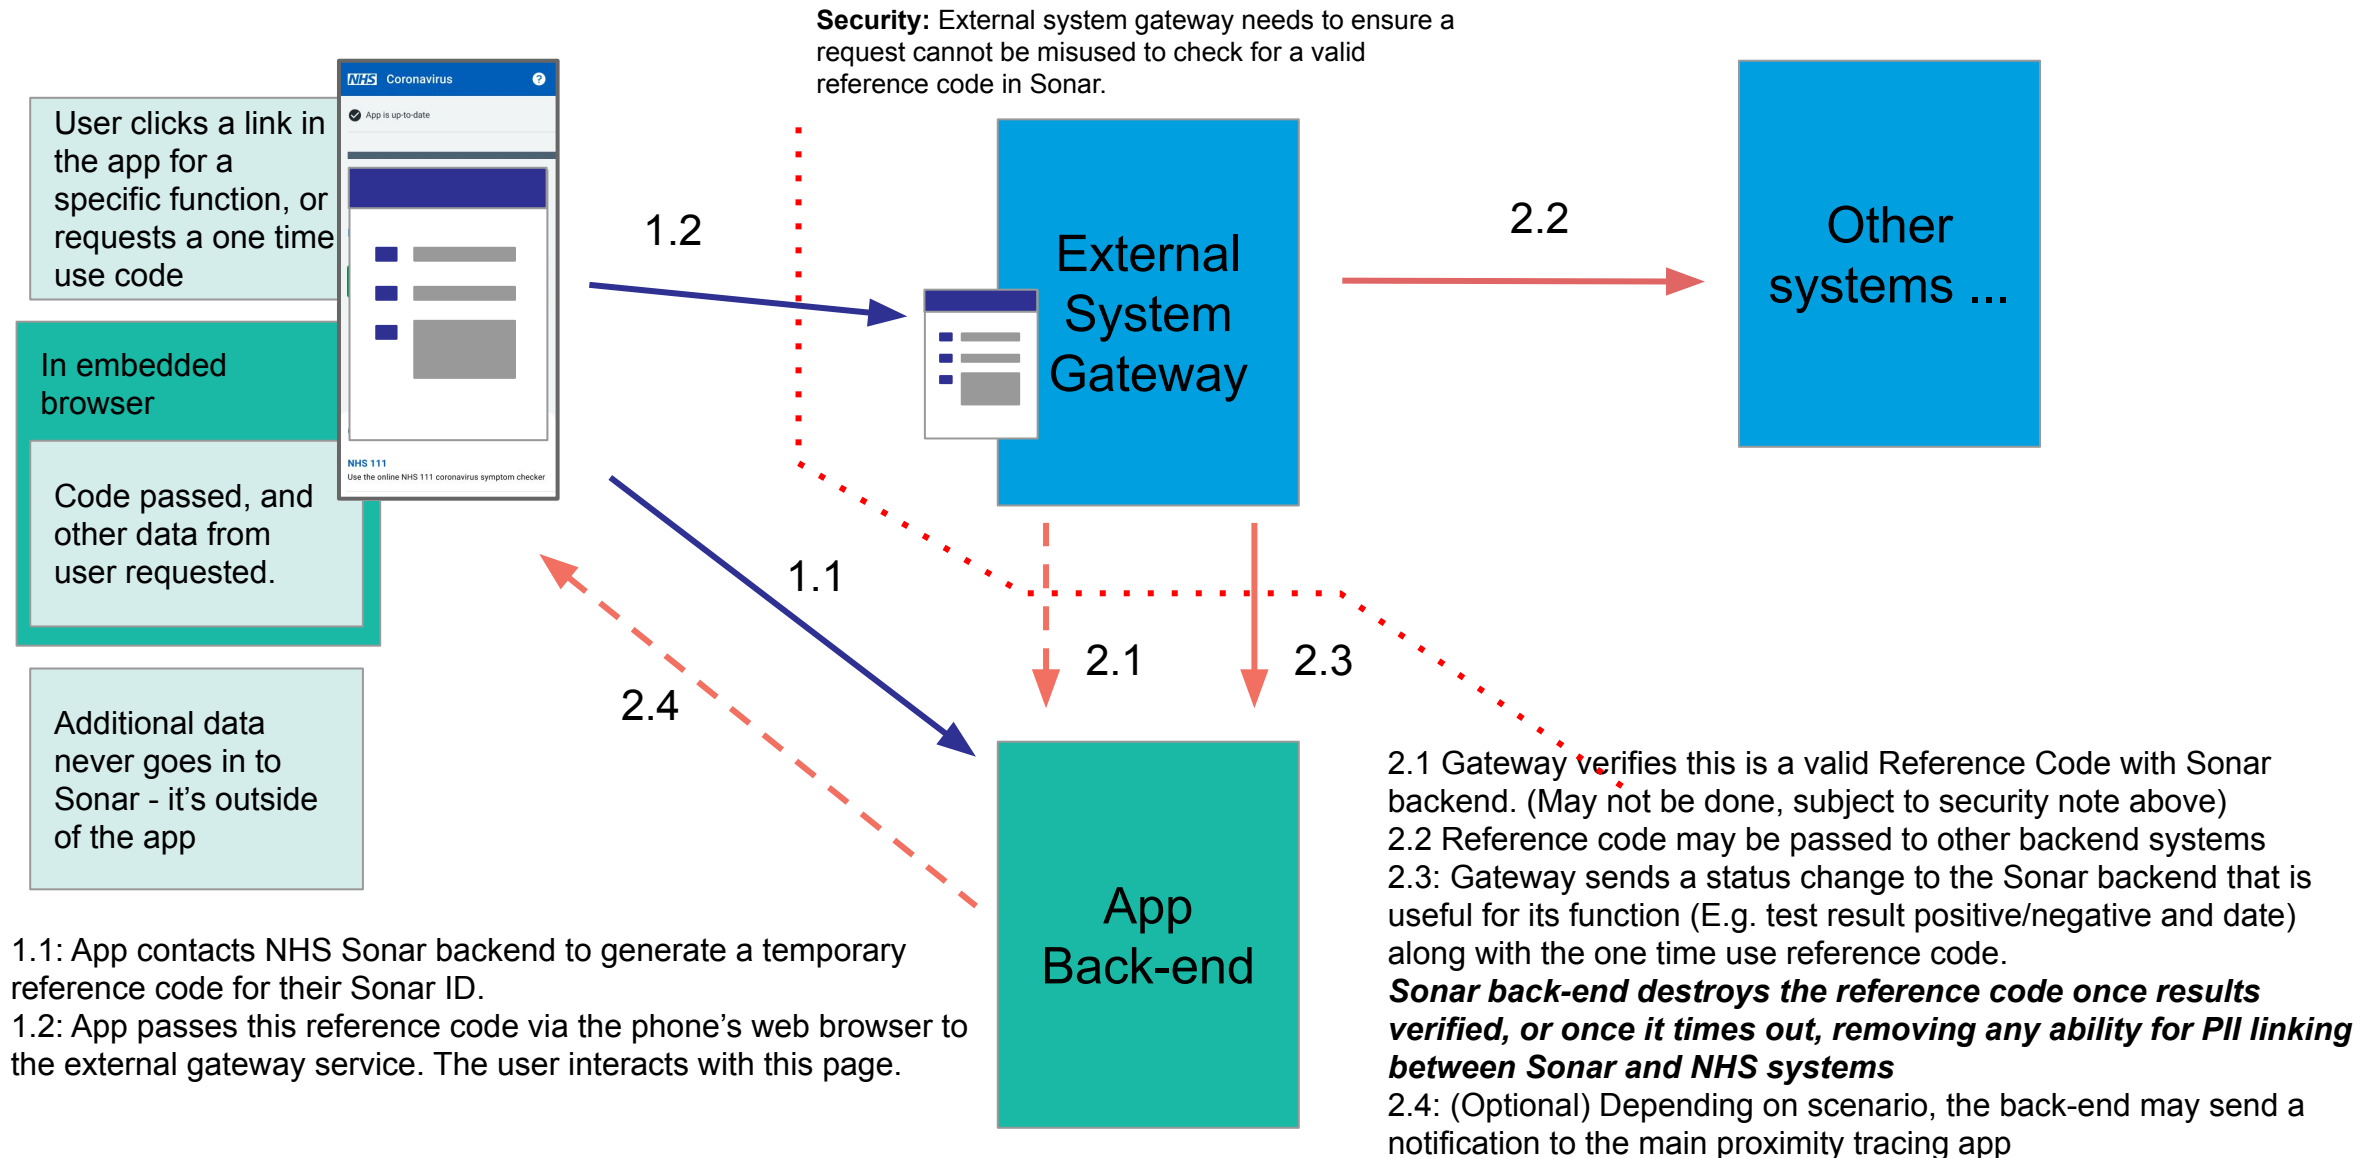 Security: External system gateway needs to ensure a
request cannot be misused to check for a valid
reference code in Sonar.
NHS Coronavirus ?
App is up-to-date
User clicks a link in
the app for a
specific function, or
requests a one time
use code
In embedded
browser
Code passed, and
other data from
user requested.
NHS 111
Use the online NHS 111 coronavirus symptom checker
Additional data
never goes in to
Sonar - it's outside
of the app
1.2
External
System
Gateway
2.2
Other
systems ...
1.1
2.1
2.3
2.4
App
Back-end
1.1: App contacts NHS Sonar backend to generate a temporary
reference code for their Sonar ID.
1.2: App passes this reference code via the phone's web browser to
the external gateway service. The user interacts with this page.
2.1 Gateway verifies this is a valid Reference Code with Sonar
backend. (May not be done, subject to security note above)
2.2 Reference code may be passed to other backend systems
2.3: Gateway sends a status change to the Sonar backend that is
useful for its function (E.g. test result positive/negative and date)
along with the one time use reference code.
Sonar back-end destroys the reference code once results
verified, or once it times out, removing any ability for PII linking
between Sonar and NHS systems
2.4: (Optional) Depending on scenario, the back-end may send a
notification to the main proximity tracing app